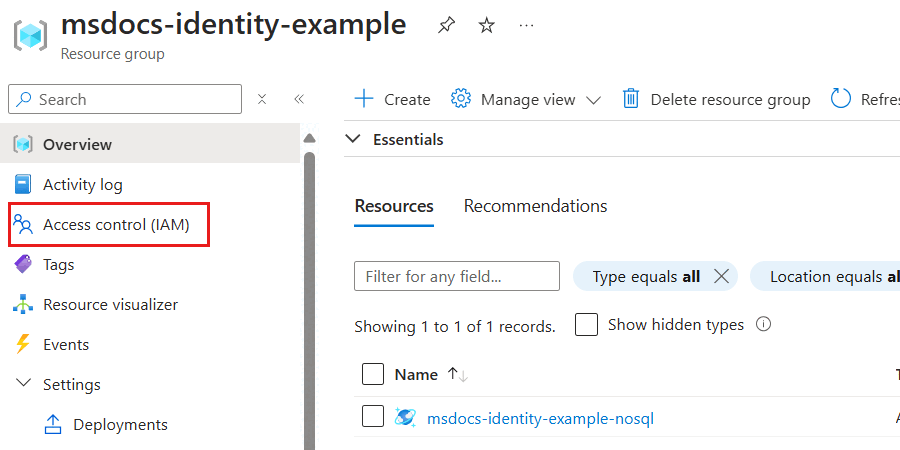 msdocs-identity-example
Resource group
Search
Overview
Activity log
Access control (IAM)
Tags
Resource visualizer
Events
Settings
Deployments
Create Manage view Delete resource group Refre
Essentials
Resources Recommendations
Filter for any field... Type equals all Location equals al
Showing 1 to 1 of 1 records. Show hidden types
Name
msdocs-identity-example-nosql